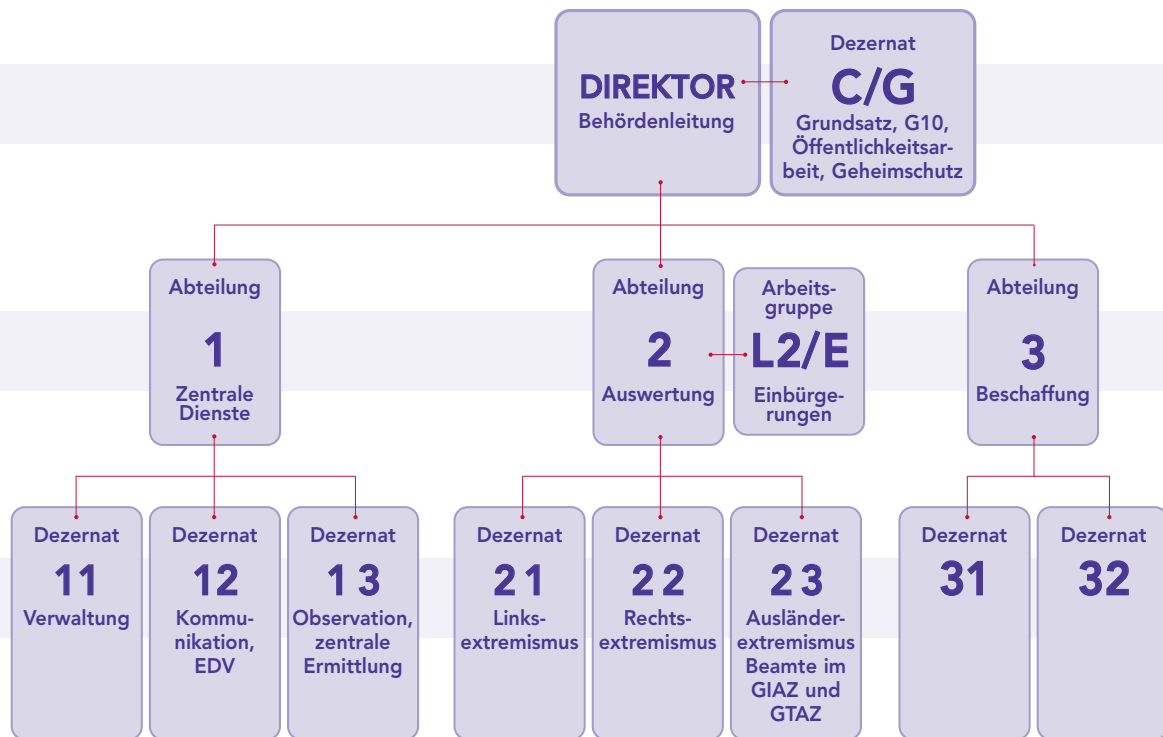 DIREKTOR
Behördenleitung
Dezernat
C/G
Grundsatz, G10,
Öffentlichkeitsar-
beit, Geheimschutz
Abteilung
1
Zentrale
Dienste
Abteilung
2
Auswertung
Arbeits-
gruppe
L2/E
Einbürge-
rungen
Abteilung
3
Beschaffung
Dezernat
11
Verwaltung
Dezernat
12
Kommu-
nikation,
EDV
Dezernat
13
Observation,
zentrale
Ermittlung
Dezernat
21
Links-
extremismus
Dezernat
22
Rechts-
extremismus
Dezernat
23
Ausländer-
extremismus
Beamte im
GIAZ und
GTAZ
Dezernat
31
Dezernat
32